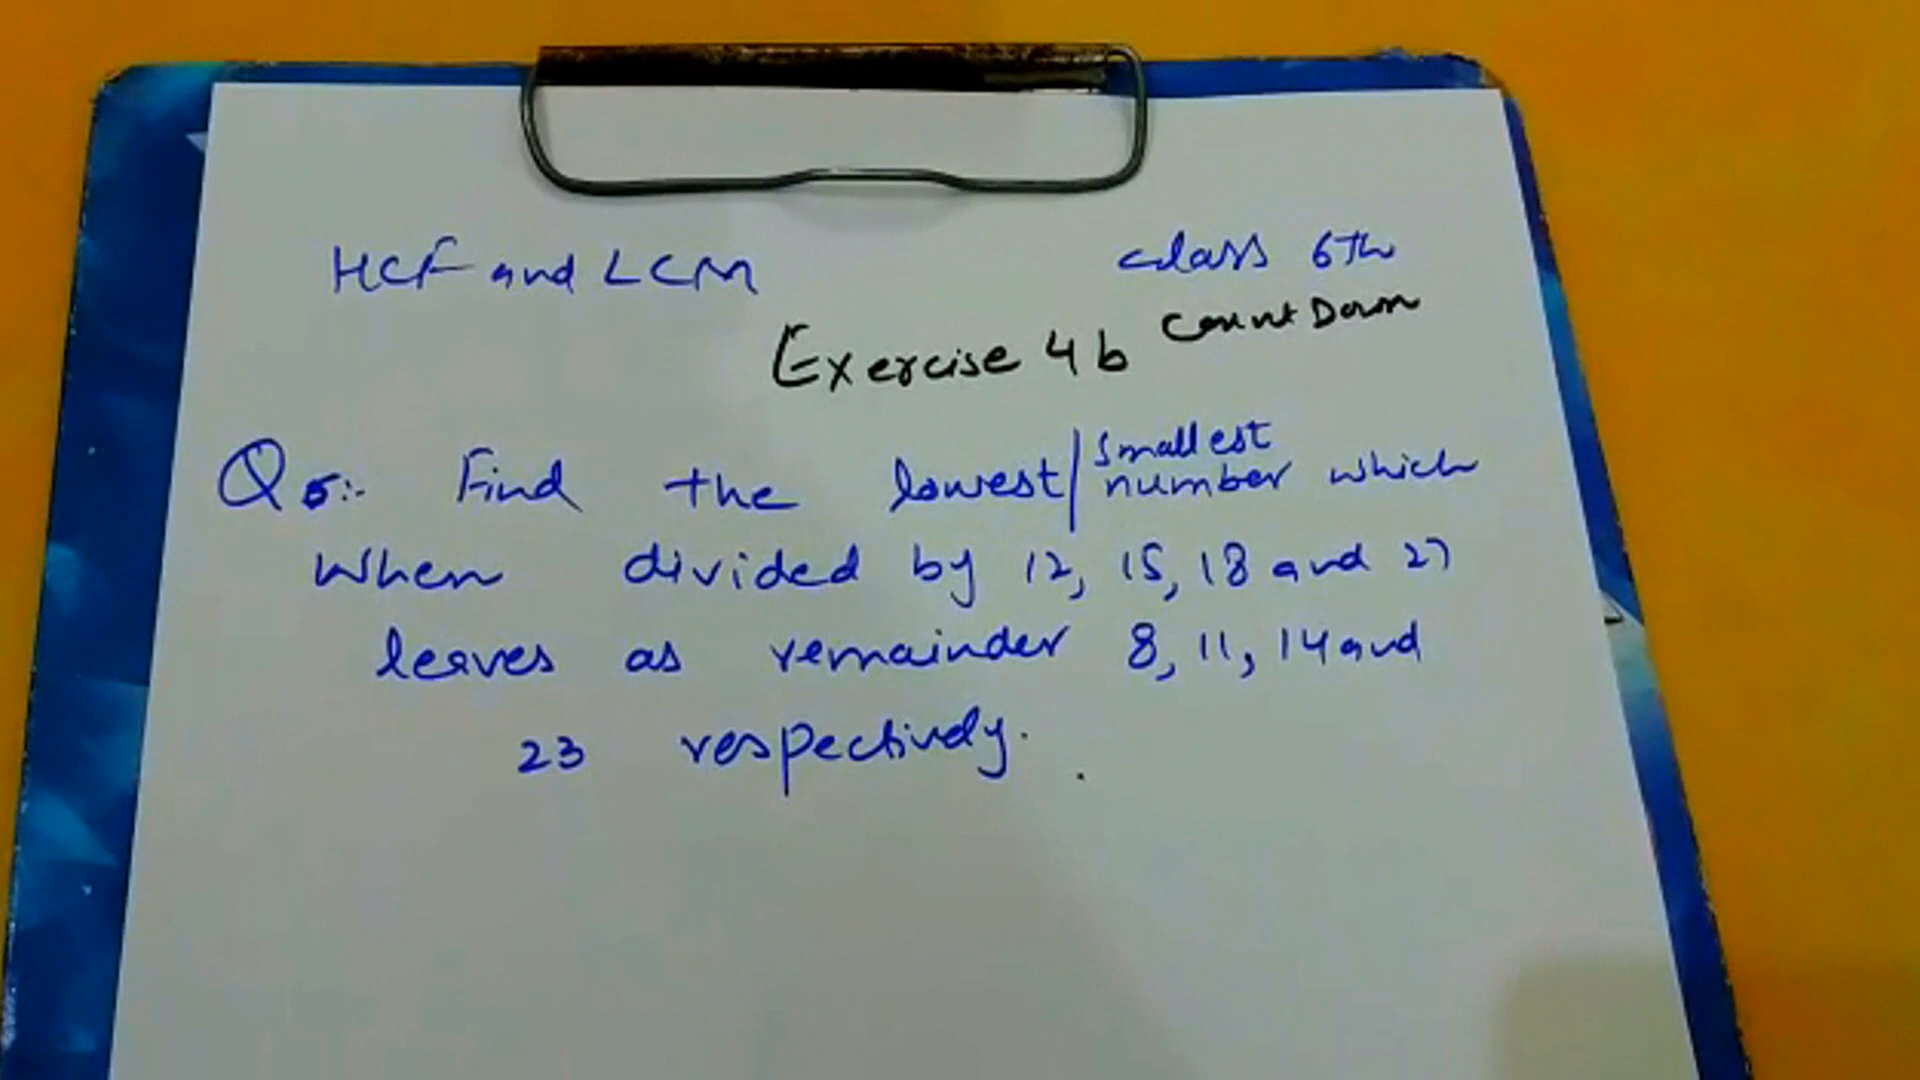 HCF and LCM
class 6th
Count Down
Exercise 4b
Q5:- Find the lowest/smallest number which
when divided by 12, 15, 18 and 27
leaves as remainder 8, 11, 14 and
23 respectively.